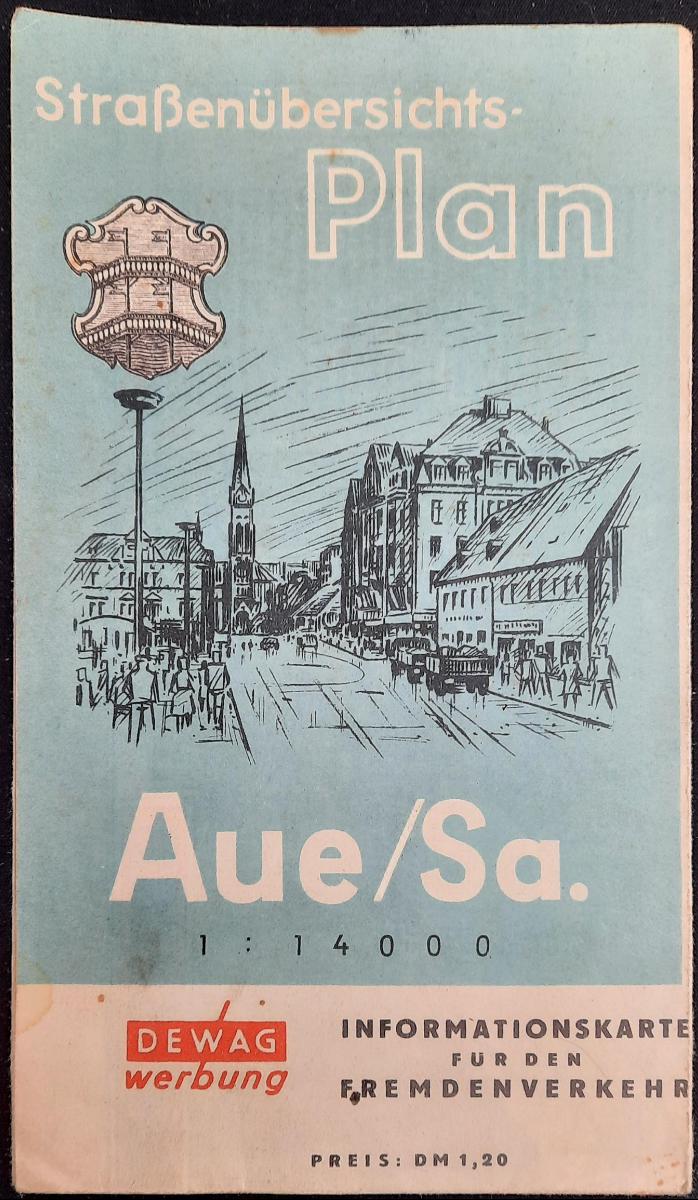 Straßenübersichts-
Plan
Aue/Sa.
1 : 14000
DEWAG
werbung
INFORMATIONSKARTE
FÜR DEN
FREMDENVERKEHR
PREIS: DM 1,20